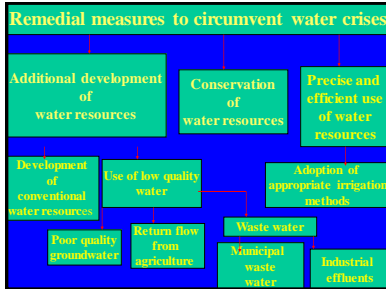 Remedial measures to circumvent water crises
Additional development
of
water resources
Conservation
of
water resources
Precise and
efficient use
of water
resources
Development
of
conventional
water resources
Use of low quality
water
Adoption of
appropriate irrigation
methods
Poor quality
groundwater
Return flow
from
agriculture
Waste water
Municipal
waste
water
Industrial
effluents